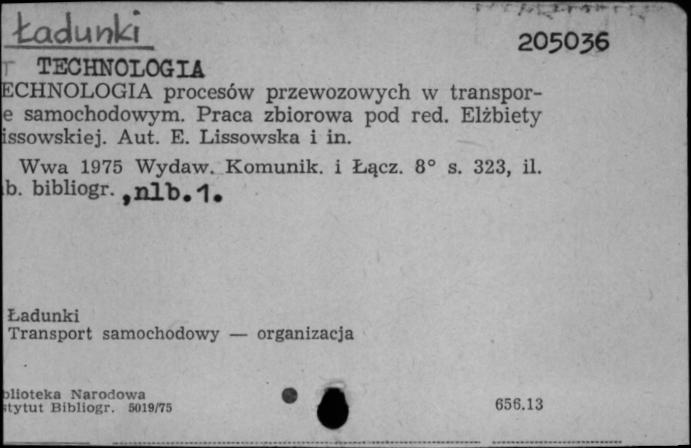 Ładunki
205036
T TECHNOLOGIA
ECHNOLOGIA procesów przewozowych w transpor-
e samochodowym. Praca zbiorowa pod red. Elżbiety
issowskiej. Aut. E. Lissowska i in.
Wwa 1975 Wydaw. Komunik. i Łącz. 8° s. 323, il.
b. bibliogr. , nlb. 1.
Ładunki
Transport samochodowy — organizacja
blioteka Narodowa
stytut Bibliogr. 5019/75
656.13